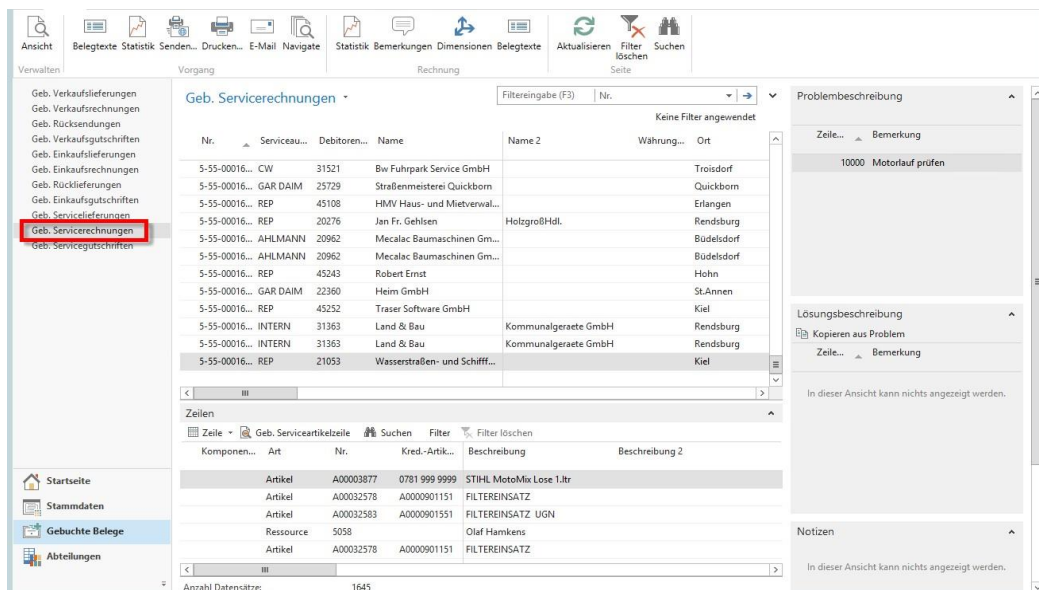 Ansicht Belegtexte Statistik Senden... Drucken... E-Mail Navigate Statistik Bemerkungen Dimensionen Belegtexte Aktualisieren Filter löschen Suchen
Verwalten Vorgang Rechnung Seite
Geb. Verkaufslieferungen
Geb. Verkaufsrechnungen
Geb. Rücksendungen
Geb. Verkaufsgutschriften
Geb. Einkaufslieferungen
Geb. Einkaufsrechnungen
Geb. Rücklieferungen
Geb. Einkaufsgutschriften
Geb. Servicelieferungen
Geb. Servicerechnungen
Geb. Servicegutschriften
Startseite
Stammdaten
Gebuchte Belege
Abteilungen
Geb. Servicerechnungen
Filtereingabe (F3) Nr.
Keine Filter angewendet
Nr. Serviceau... Debitoren... Name Name 2 Währung... Ort
5-55-00016... CW 31521 Bw Fuhrpark Service GmbH Troisdorf
5-55-00016... GAR DAIM 25729 Straßenmeisterei Quickborn Quickborn
5-55-00016... REP 45108 HMV Haus- und Mietverwal... Erlangen
5-55-00016... REP 20276 Jan Fr. Gehlsen HolzgroßHdl. Rendsburg
5-55-00016... AHLMANN 20962 Mecalac Baumaschinen Gm... Büdelsdorf
5-55-00016... AHLMANN 20962 Mecalac Baumaschinen Gm... Büdelsdorf
5-55-00016... REP 45243 Robert Ernst Hohn
5-55-00016... GAR DAIM 22360 Heim GmbH St.Annen
5-55-00016... REP 45252 Traser Software GmbH Kiel
5-55-00016... INTERN 31363 Land & Bau Kommunalgeraete GmbH Rendsburg
5-55-00016... INTERN 31363 Land & Bau Kommunalgeraete GmbH Rendsburg
5-55-00016... REP 21053 Wasserstraßen- und Schifff... Kiel
Zeilen
Zeile Geb. Serviceartikelzeile Suchen Filter Filter löschen
Komponen... Art Nr. Kred.-Artik... Beschreibung Beschreibung 2
Artikel A00003877 0781 999 9999 STIHL MotoMix Lose 1.ltr
Artikel A00032578 A0000901151 FILTEREINSATZ
Artikel A00032583 A0000901551 FILTEREINSATZ UGN
Ressource 5058 Olaf Hamkens
Artikel A00032578 A0000901151 FILTEREINSATZ
Anzahl Datensätze: 1645
Problembeschreibung
Zeile... Bemerkung
10000 Motorlauf prüfen
Lösungsbeschreibung
Kopieren aus Problem
Zeile... Bemerkung
In dieser Ansicht kann nichts angezeigt werden.
Notizen
In dieser Ansicht kann nichts angezeigt werden.